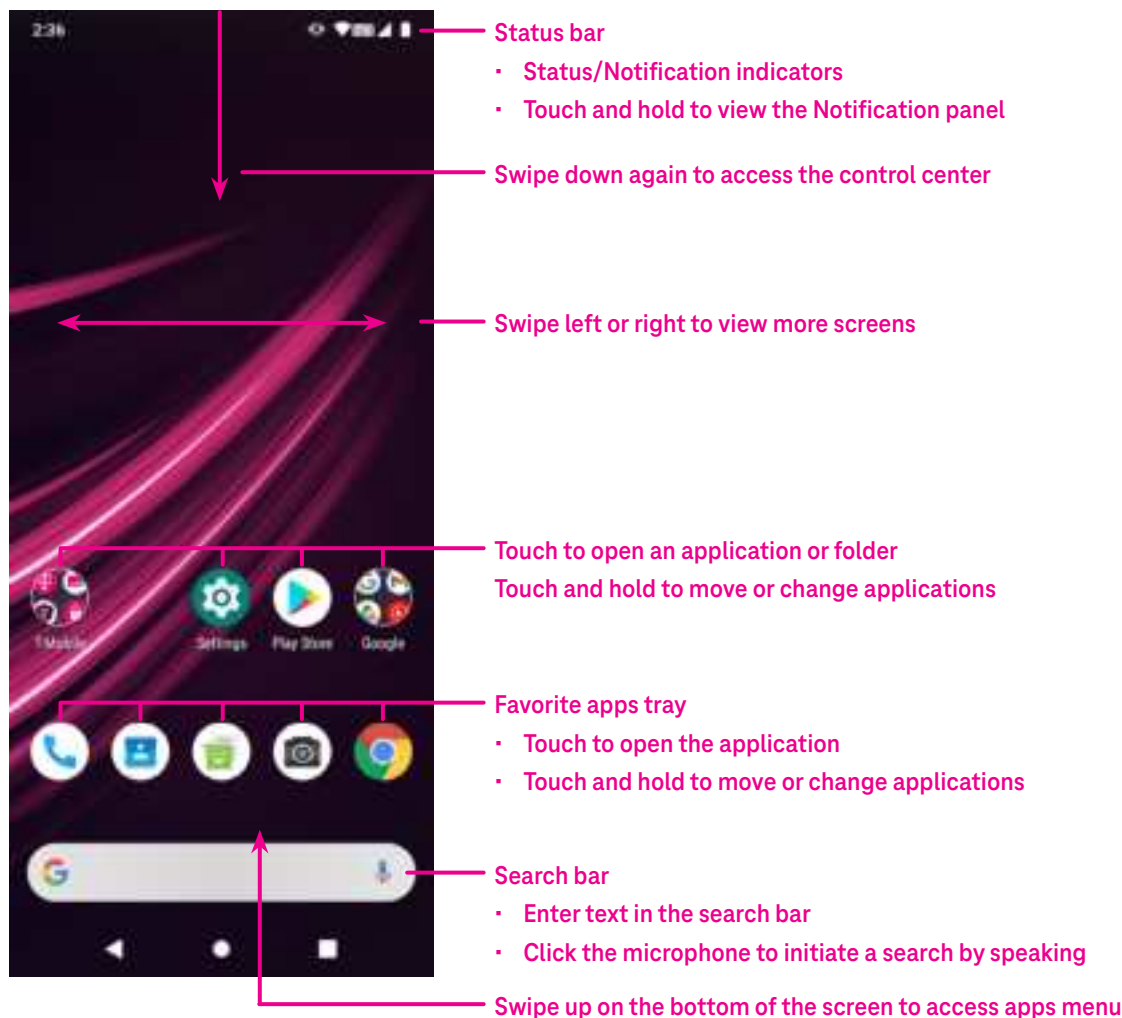 2:36
Status bar
· Status/Notification indicators
· Touch and hold to view the Notification panel
Swipe down again to access the control center
Swipe left or right to view more screens
Touch to open an application or folder
Touch and hold to move or change applications
T-Mobile Settings Play Store Google
Favorite apps tray
· Touch to open the application
· Touch and hold to move or change applications
Search bar
· Enter text in the search bar
· Click the microphone to initiate a search by speaking
Swipe up on the bottom of the screen to access apps menu